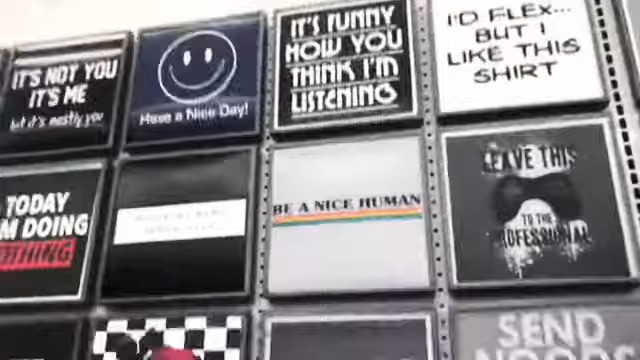 IT'S NOT YOU
IT'S ME
but it's mostly you
Have a Nice Day!
IT'S FUNNY
HOW YOU
THINK I'M
LISTENING
I'D FLEX...
BUT I
LIKE THIS
SHIRT
TODAY
I'M DOING
NOTHING
BE A NICE HUMAN
LEAVE THIS
TO THE
PROFESSIONAL
SEND